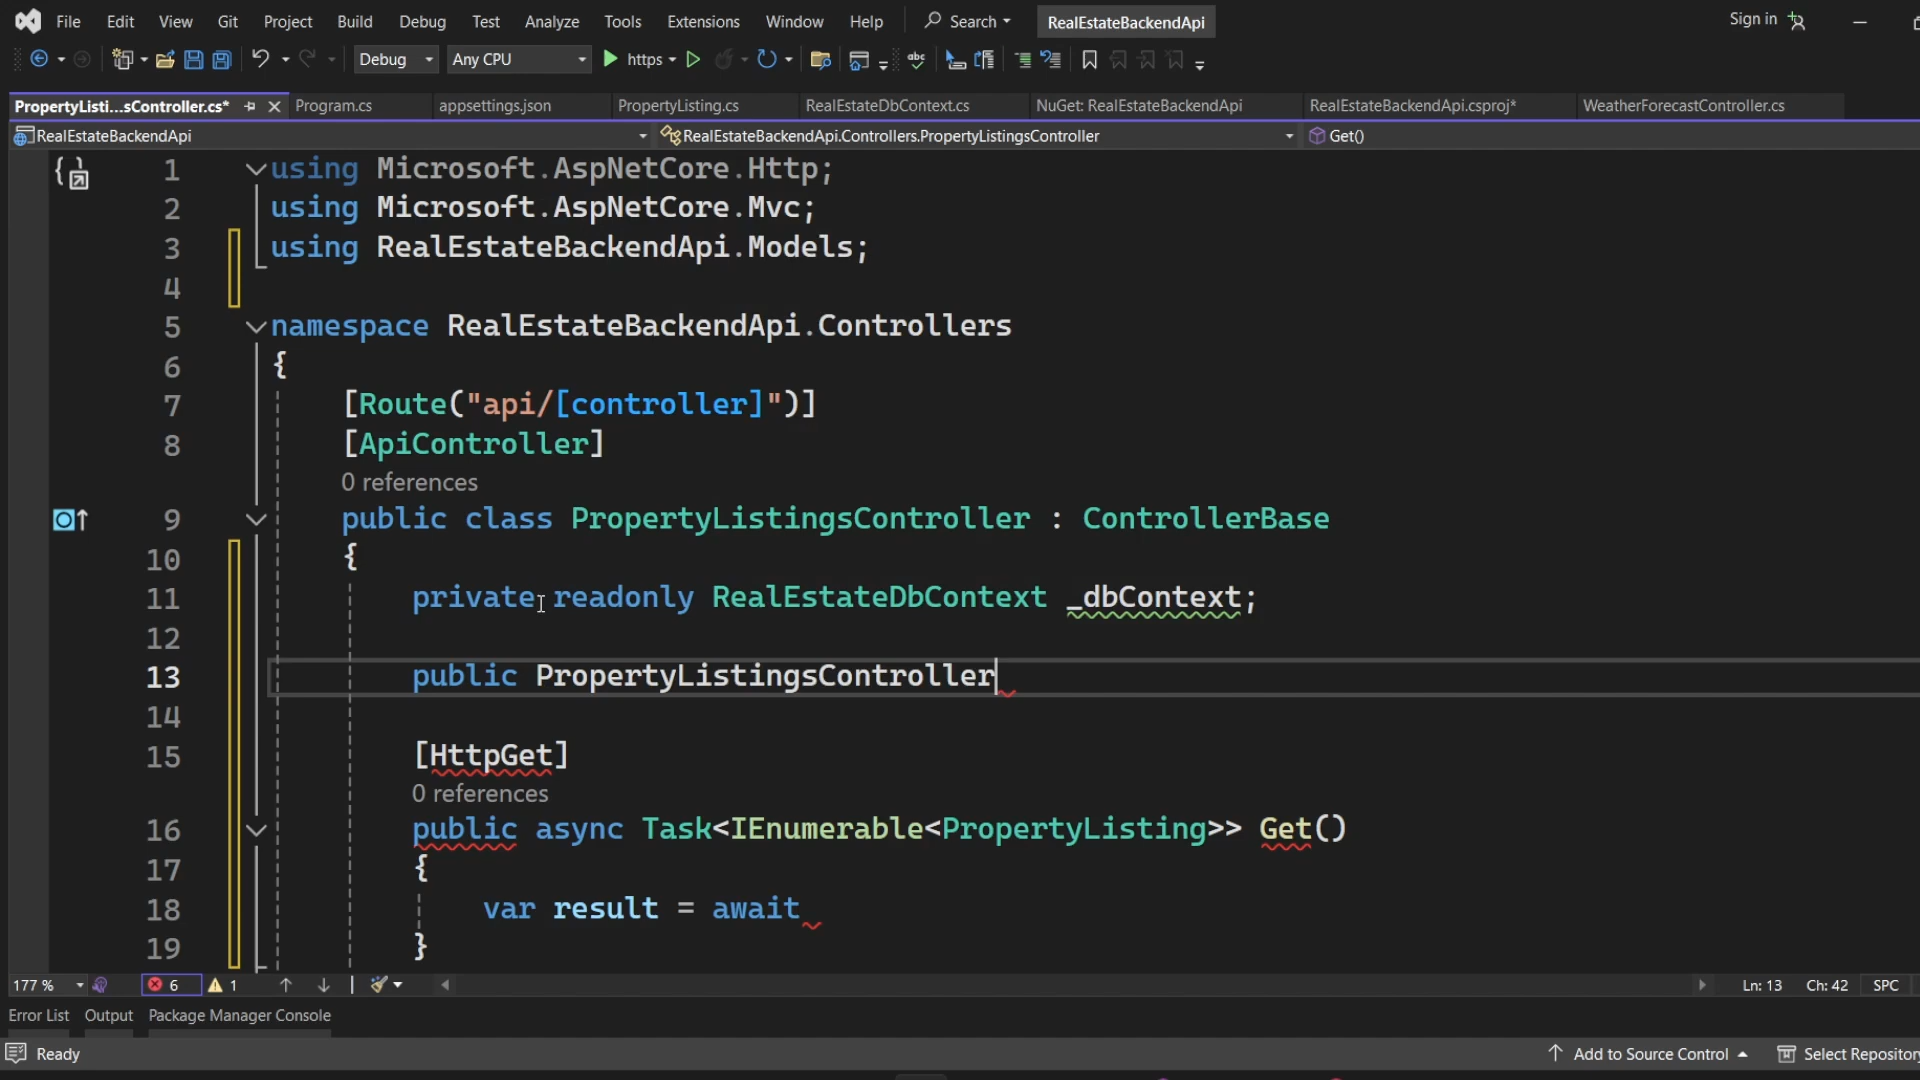 File Edit View Git Project Build Debug Test Analyze Tools Extensions Window Help Search RealEstateBackendApi Sign in
Debug Any CPU https abc
PropertyListi...sController.cs* Program.cs appsettings.json PropertyListing.cs RealEstateDbContext.cs NuGet: RealEstateBackendApi RealEstateBackendApi.csproj* WeatherForecastController.cs
RealEstateBackendApi RealEstateBackendApi.Controllers.PropertyListingsController Get()
1 using Microsoft.AspNetCore.Http;
2 using Microsoft.AspNetCore.Mvc;
3 using RealEstateBackendApi.Models;
4
5 namespace RealEstateBackendApi.Controllers
6 {
7 [Route("api/[controller]")]
8 [ApiController]
0 references
9 public class PropertyListingsController : ControllerBase
10 {
11 private readonly RealEstateDbContext _dbContext;
12
13 public PropertyListingsController
14
15 [HttpGet]
0 references
16 public async Task<IEnumerable<PropertyListing>> Get()
17 {
18 var result = await
19 }
177 % 6 1 Ln: 13 Ch: 42 SPC
Error List Output Package Manager Console
Ready Add to Source Control Select Repository